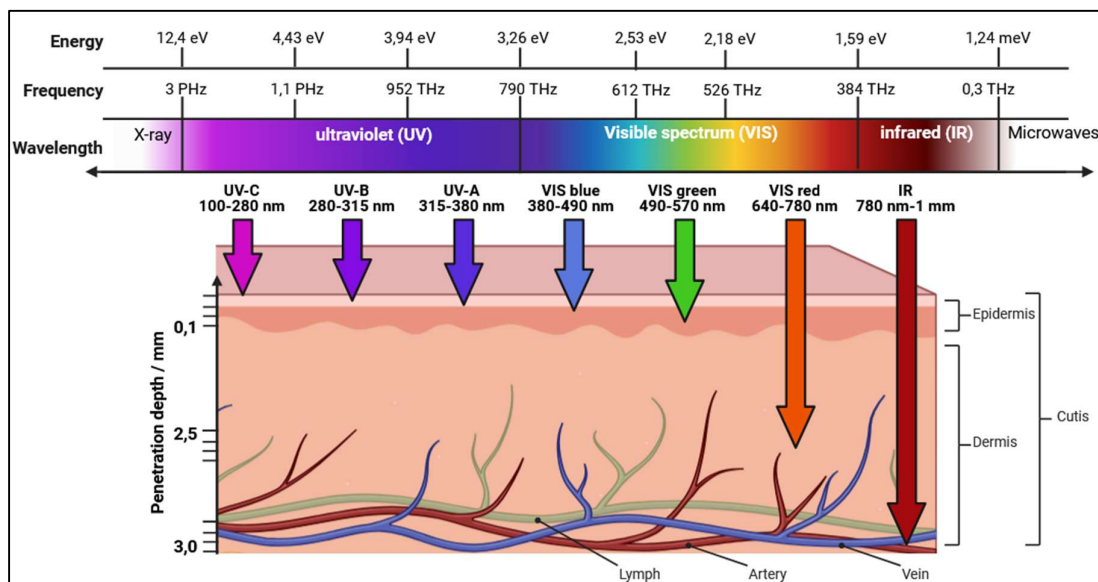 Energy 12,4 eV 4,43 eV 3,94 eV 3,26 eV 2,53 eV 2,18 eV 1,59 eV 1,24 meV
Frequency 3 PHz 1,1 PHz 952 THz 790 THz 612 THz 526 THz 384 THz 0,3 THz
Wavelength X-ray ultraviolet (UV) Visible spectrum (VIS) infrared (IR) Microwaves
UV-C UV-B UV-A VIS blue VIS green VIS red IR
100-280 nm 280-315 nm 315-380 nm 380-490 nm 490-570 nm 640-780 nm 780 nm-1 mm
Penetration depth / mm
0,1
2,5
3,0
Epidermis
Dermis
Cutis
Lymph Artery Vein